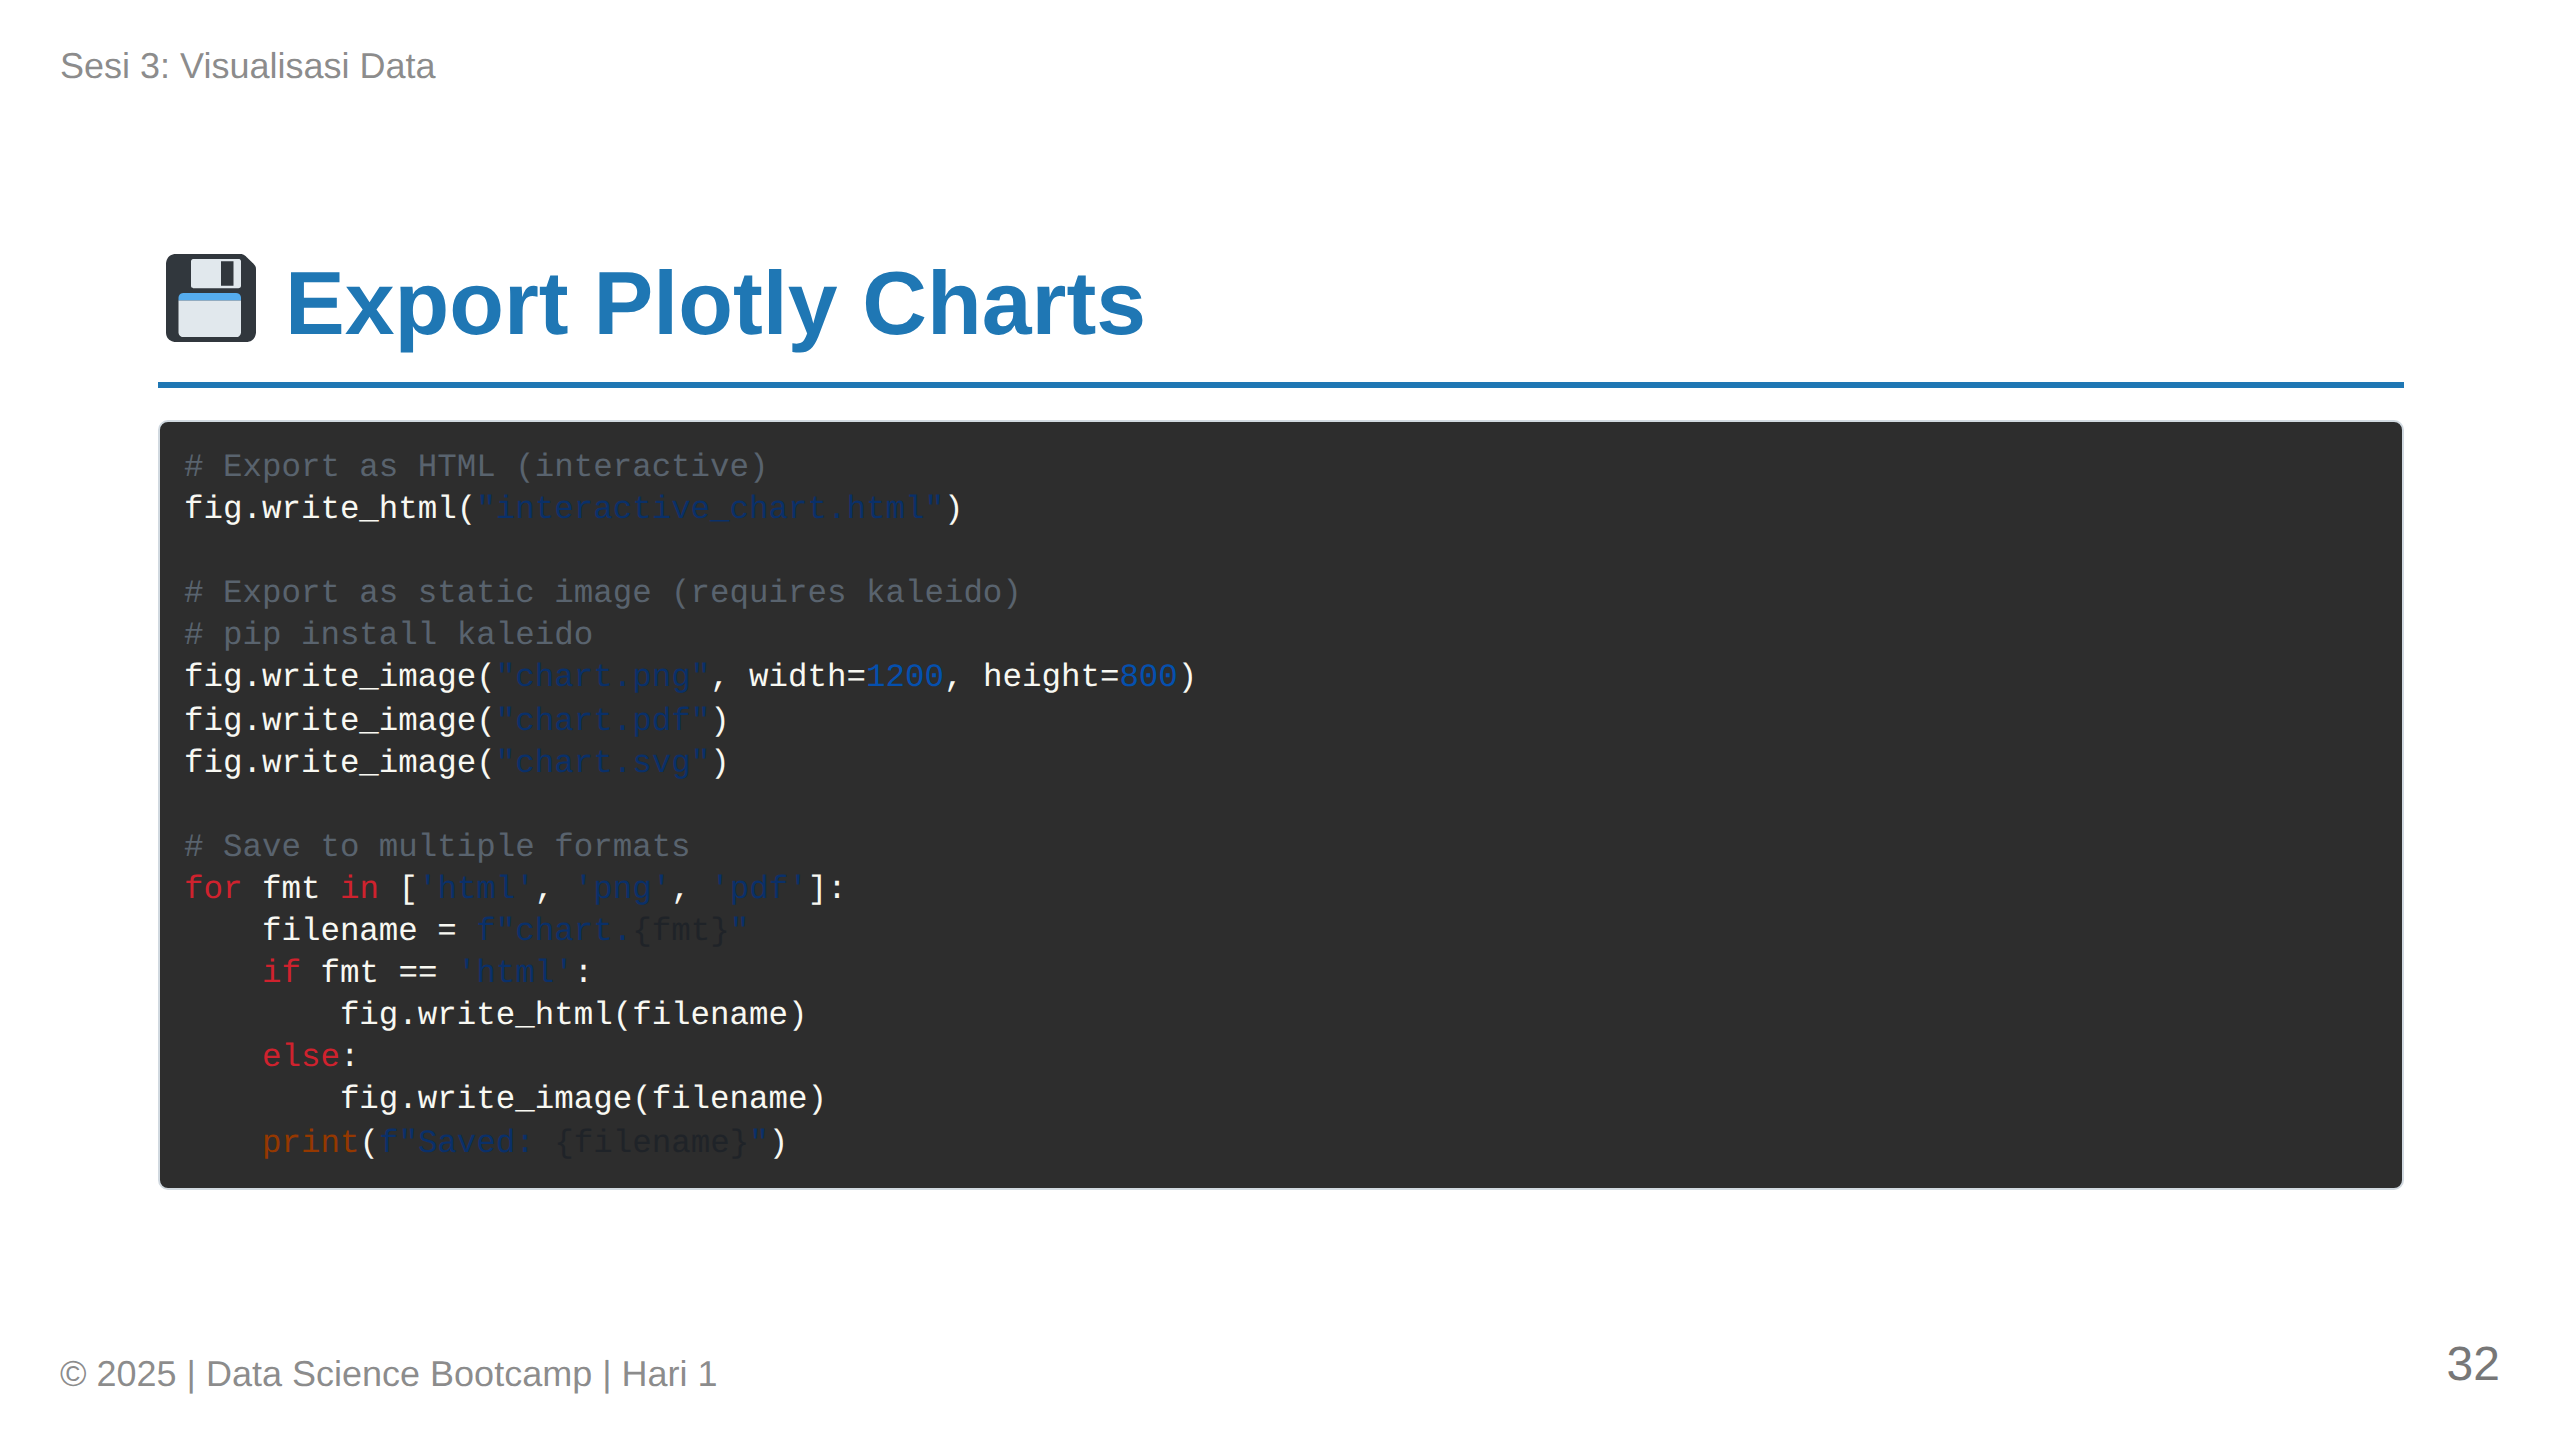 Sesi 3: Visualisasi Data
💾 Export Plotly Charts
# Export as HTML (interactive)
fig.write_html("interactive_chart.html")

# Export as static image (requires kaleido)
# pip install kaleido
fig.write_image("chart.png", width=1200, height=800)
fig.write_image("chart.pdf")
fig.write_image("chart.svg")

# Save to multiple formats
for fmt in ['html', 'png', 'pdf']:
    filename = f"chart.{fmt}"
    if fmt == 'html':
        fig.write_html(filename)
    else:
        fig.write_image(filename)
    print(f"Saved: {filename}")
© 2025 | Data Science Bootcamp | Hari 1
32